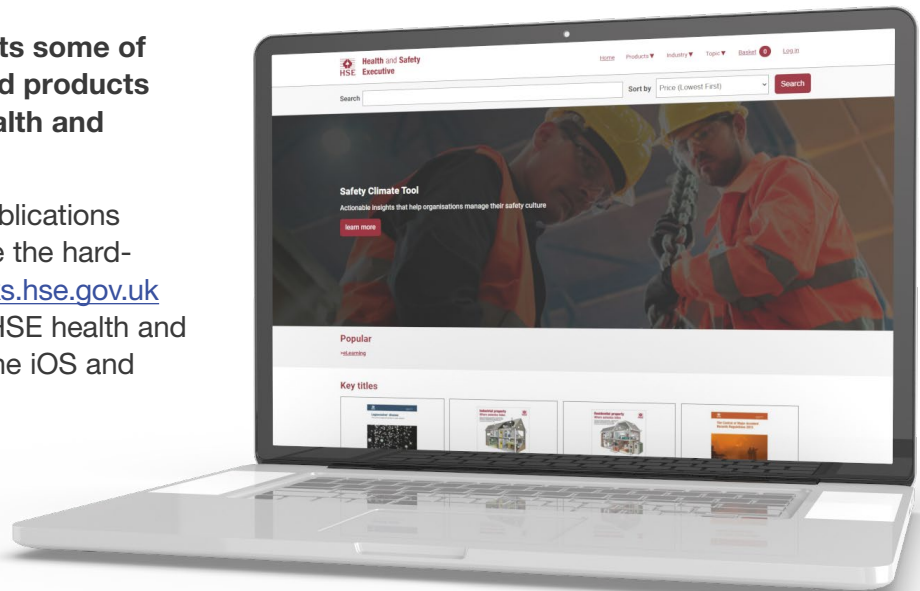 ts some of
d products
alth and
blications
e the hard-
ks.hse.gov.uk
HSE health and
ne iOS and
HSE
Health and Safety
Executive
Home Products▼ Industry▼ Topic▼ Basket 0 Log in
Search
Sort by Price (Lowest First) Search
Safety Climate Tool
Actionable insights that help organisations manage their safety culture
learn more
Popular
•eLearning
Key titles
Industrial property
Residential property